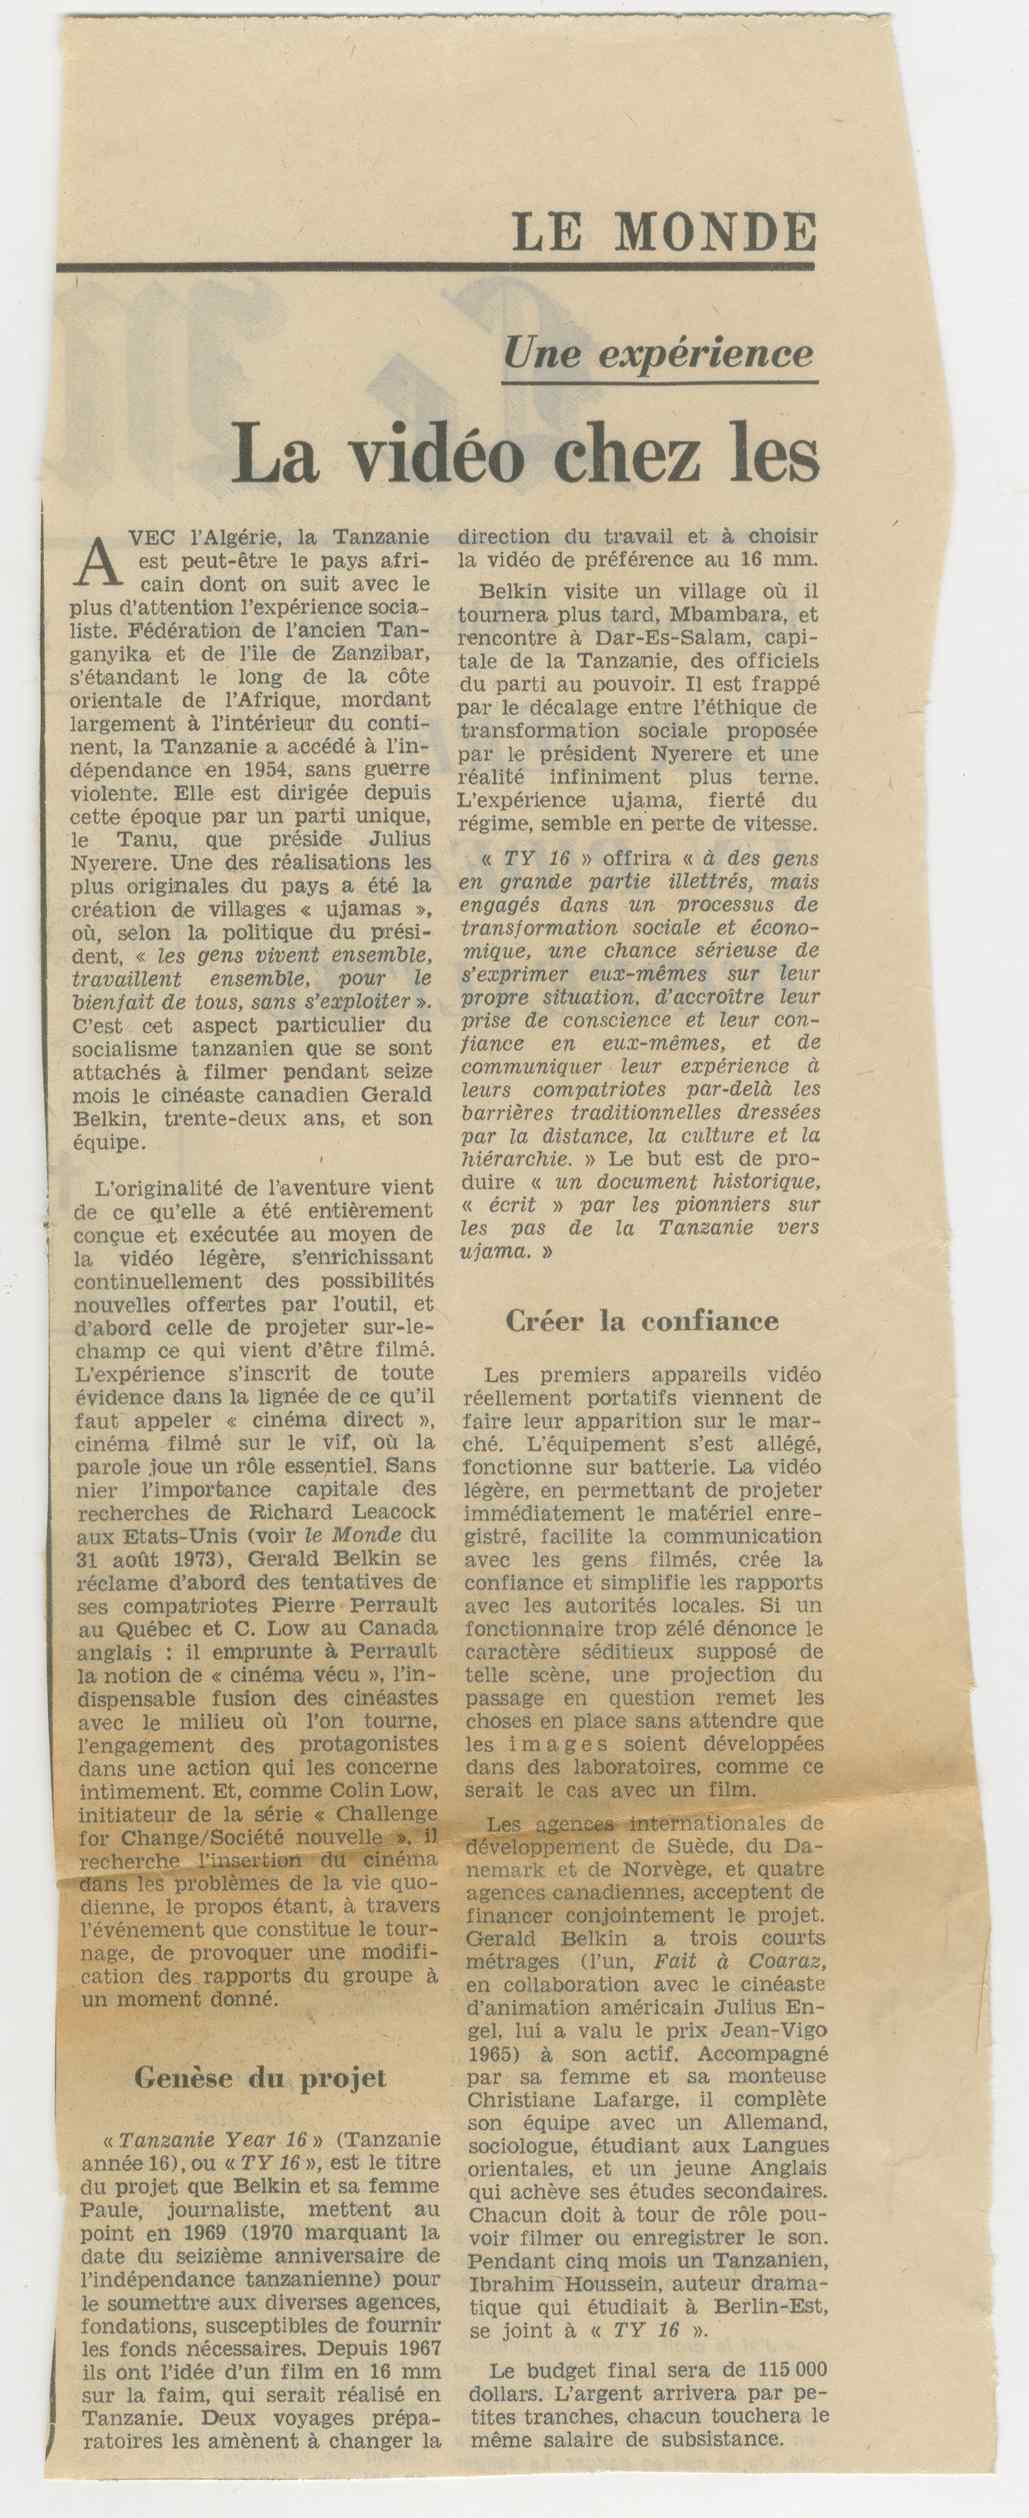 LE MONDE
Une expérience
La vidéo chez les
AVEC l'Algérie, la Tanzanie
est peut-être le pays afri-
cain dont on suit avec le
plus d'attention l'expérience socia-
liste. Fédération de l'ancien Tan-
ganyika et de l'île de Zanzibar,
s'étandant le long de la côte
orientale de l'Afrique, mordant
largement à l'intérieur du conti-
nent, la Tanzanie a accédé à l'in-
dépendance en 1954, sans guerre
violente. Elle est dirigée depuis
cette époque par un parti unique,
le Tanu, que préside Julius
Nyerere. Une des réalisations les
plus originales du pays a été la
création de villages « ujamas »,
où, selon la politique du prési-
dent, « les gens vivent ensemble,
travaillent ensemble, pour le
bienfait de tous, sans s'exploiter ».
C'est cet aspect particulier du
socialisme tanzanien que se sont
attachés à filmer pendant seize
mois le cinéaste canadien Gerald
Belkin, trente-deux ans, et son
équipe.
L'originalité de l'aventure vient
de ce qu'elle a été entièrement
conçue et exécutée au moyen de
la vidéo légère, s'enrichissant
continuellement des possibilités
nouvelles offertes par l'outil, et
d'abord celle de projeter sur-le-
champ ce qui vient d'être filmé.
L'expérience s'inscrit de toute
évidence dans la lignée de ce qu'il
faut appeler « cinéma direct »,
cinéma filmé sur le vif, où la
parole joue un rôle essentiel. Sans
nier l'importance capitale des
recherches de Richard Leacock
aux Etats-Unis (voir le Monde du
31 août 1973), Gerald Belkin se
réclame d'abord des tentatives de
ses compatriotes Pierre Perrault
au Québec et C. Low au Canada
anglais : il emprunte à Perrault
la notion de « cinéma vécu », l'in-
dispensable fusion des cinéastes
avec le milieu où l'on tourne,
l'engagement des protagonistes
dans une action qui les concerne
intimement. Et, comme Colin Low,
initiateur de la série « Challenge
for Change/Société nouvelle », il
recherche l'insertion du cinéma
dans les problèmes de la vie quo-
dienne, le propos étant, à travers
l'événement que constitue le tour-
nage, de provoquer une modifi-
cation des rapports du groupe à
un moment donné.
Genèse du projet
« Tanzanie Year 16 » (Tanzanie
année 16), ou « TY 16 », est le titre
du projet que Belkin et sa femme
Paule, journaliste, mettent au
point en 1969 (1970 marquant la
date du seizième anniversaire de
l'indépendance tanzanienne) pour
le soumettre aux diverses agences,
fondations, susceptibles de fournir
les fonds nécessaires. Depuis 1967
ils ont l'idée d'un film en 16 mm
sur la faim, qui serait réalisé en
Tanzanie. Deux voyages prépa-
ratoires les amènent à changer la
direction du travail et à choisir
la vidéo de préférence au 16 mm.
Belkin visite un village où il
tournera plus tard, Mbambara, et
rencontre à Dar-Es-Salam, capi-
tale de la Tanzanie, des officiels
du parti au pouvoir. Il est frappé
par le décalage entre l'éthique de
transformation sociale proposée
par le président Nyerere et une
réalité infiniment plus terne.
L'expérience ujama, fierté du
régime, semble en perte de vitesse.
« TY 16 » offrira « à des gens
en grande partie illettrés, mais
engagés dans un processus de
transformation sociale et écono-
mique, une chance sérieuse de
s'exprimer eux-mêmes sur leur
propre situation, d'accroître leur
prise de conscience et leur con-
fiance en eux-mêmes, et de
communiquer leur expérience à
leurs compatriotes par-delà les
barrières traditionnelles dressées
par la distance, la culture et la
hiérarchie. » Le but est de pro-
duire « un document historique,
« écrit » par les pionniers sur
les pas de la Tanzanie vers
ujama. »
Créer la confiance
Les premiers appareils vidéo
réellement portatifs viennent de
faire leur apparition sur le mar-
ché. L'équipement s'est allégé,
fonctionne sur batterie. La vidéo
légère, en permettant de projeter
immédiatement le matériel enre-
gistré, facilite la communication
avec les gens filmés, crée la
confiance et simplifie les rapports
avec les autorités locales. Si un
fonctionnaire trop zélé dénonce le
caractère séditieux supposé de
telle scène, une projection du
passage en question remet les
choses en place sans attendre que
les images soient développées
dans des laboratoires, comme ce
serait le cas avec un film.
Les agences internationales de
développement de Suède, du Da-
nemark et de Norvège, et quatre
agences canadiennes, acceptent de
financer conjointement le projet.
Gerald Belkin a trois courts
métrages (l'un, Fait à Coaraz,
en collaboration avec le cinéaste
d'animation américain Julius En-
gel, lui a valu le prix Jean-Vigo
1965) à son actif. Accompagné
par sa femme et sa monteuse
Christiane Lafarge, il complète
son équipe avec un Allemand,
sociologue, étudiant aux Langues
orientales, et un jeune Anglais
qui achève ses études secondaires.
Chacun doit à tour de rôle pou-
voir filmer ou enregistrer le son.
Pendant cinq mois un Tanzanien,
Ibrahim Houssein, auteur drama-
tique qui étudiait à Berlin-Est,
se joint à « TY 16 ».
Le budget final sera de 115 000
dollars. L'argent arrivera par pe-
tites tranches, chacun touchera le
même salaire de subsistance.